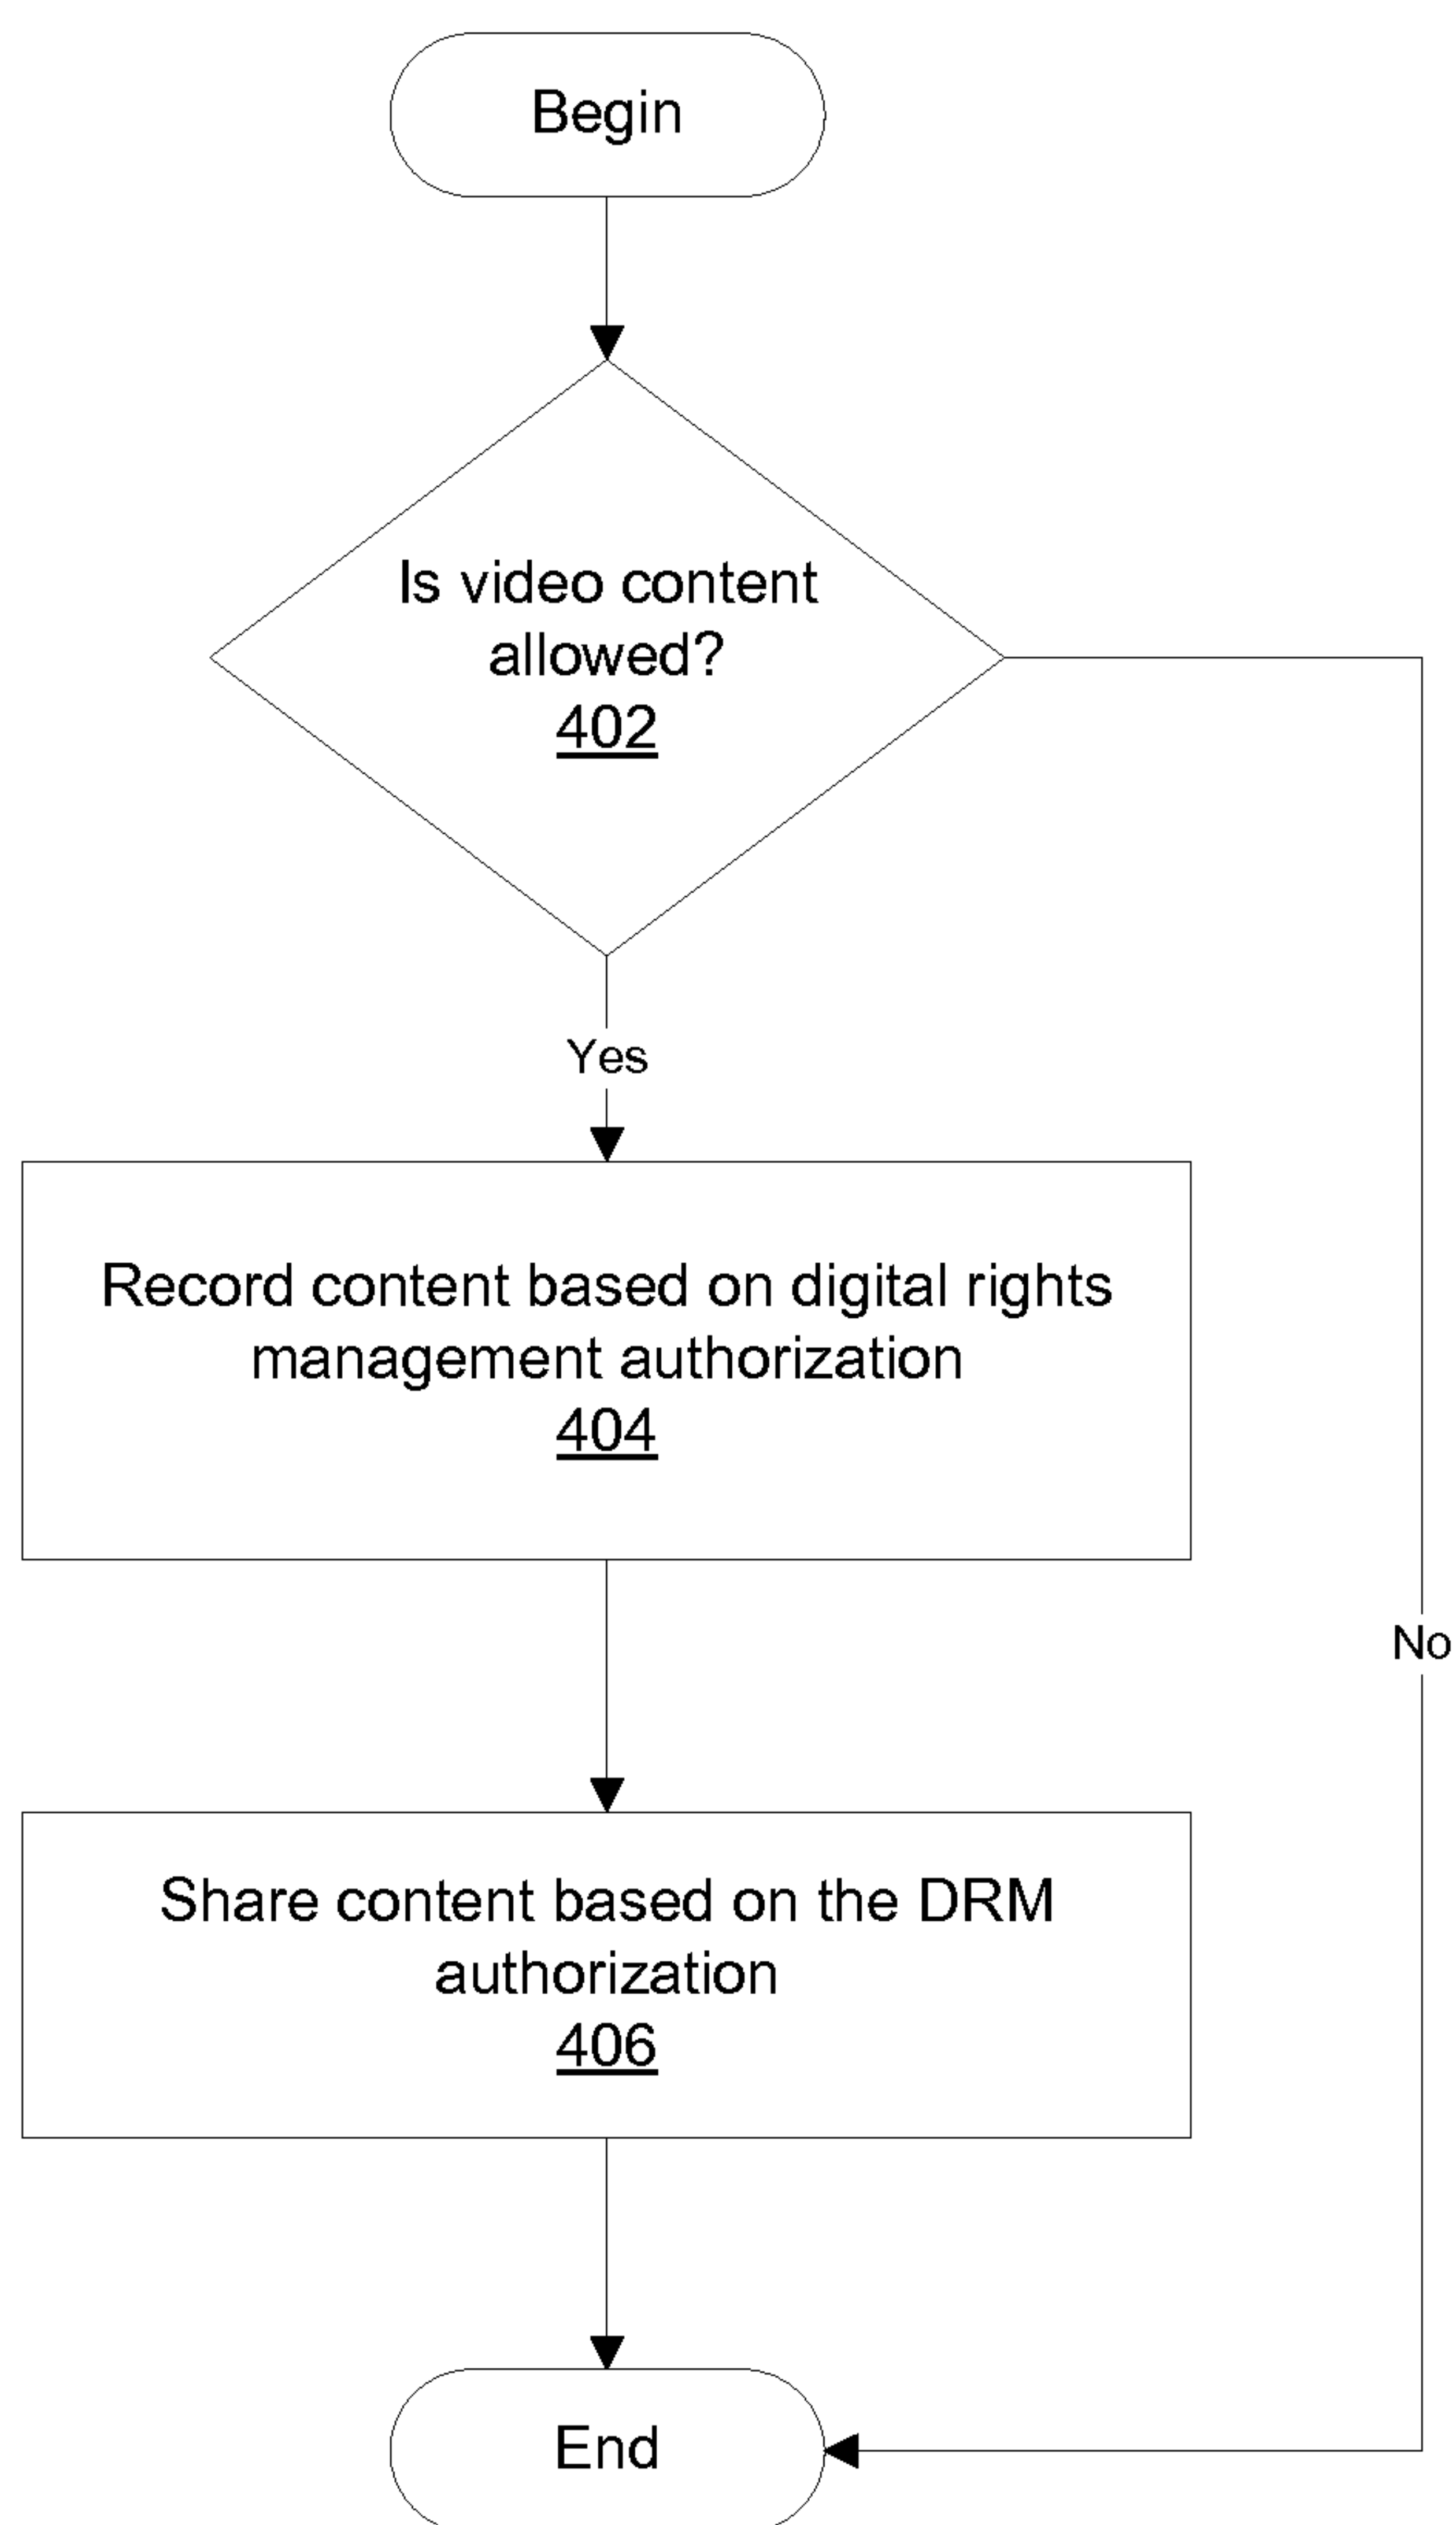 Begin
Is video content
allowed?
402
Yes
Record content based on digital rights
management authorization
404
No
Share content based on the DRM
authorization
406
End